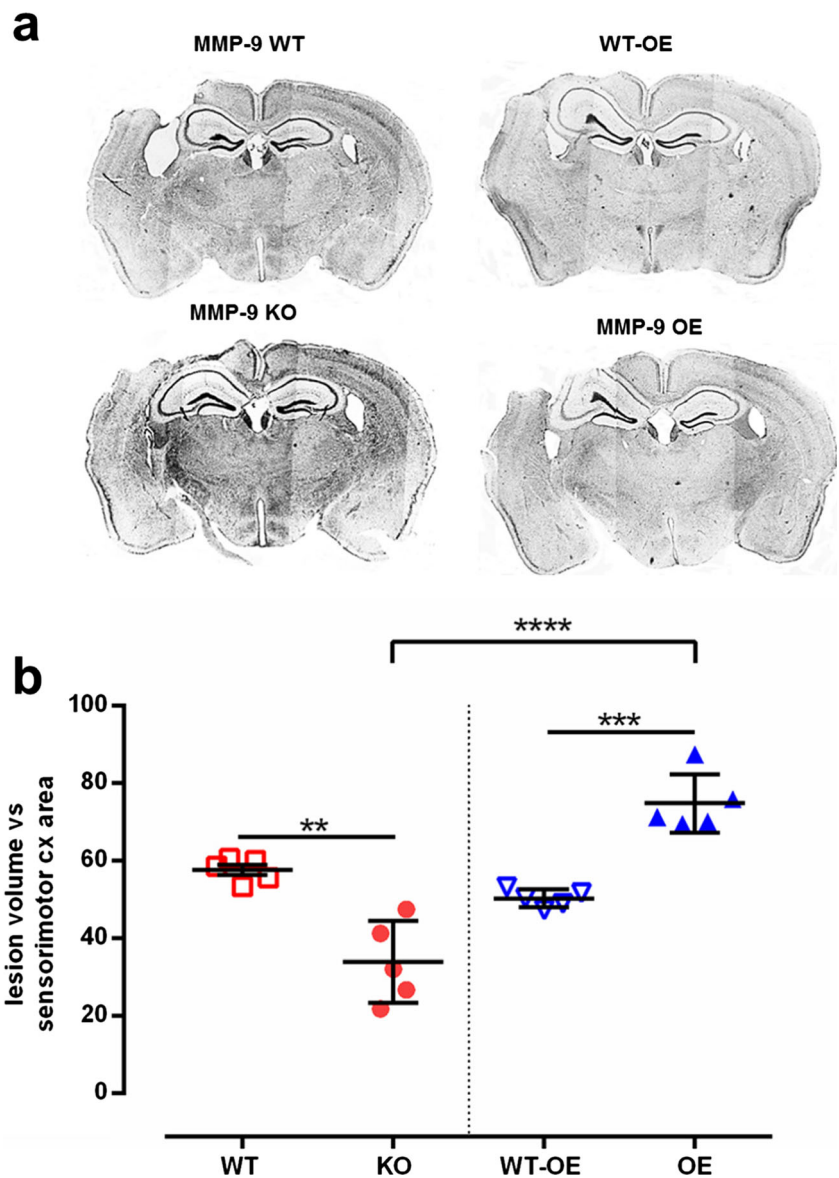 a
MMP-9 WT
WT-OE
MMP-9 KO
MMP-9 OE
b
****
**
***
lesion volume vs
sensorimotor cx area
100
80
60
40
20
0
WT
KO
WT-OE
OE